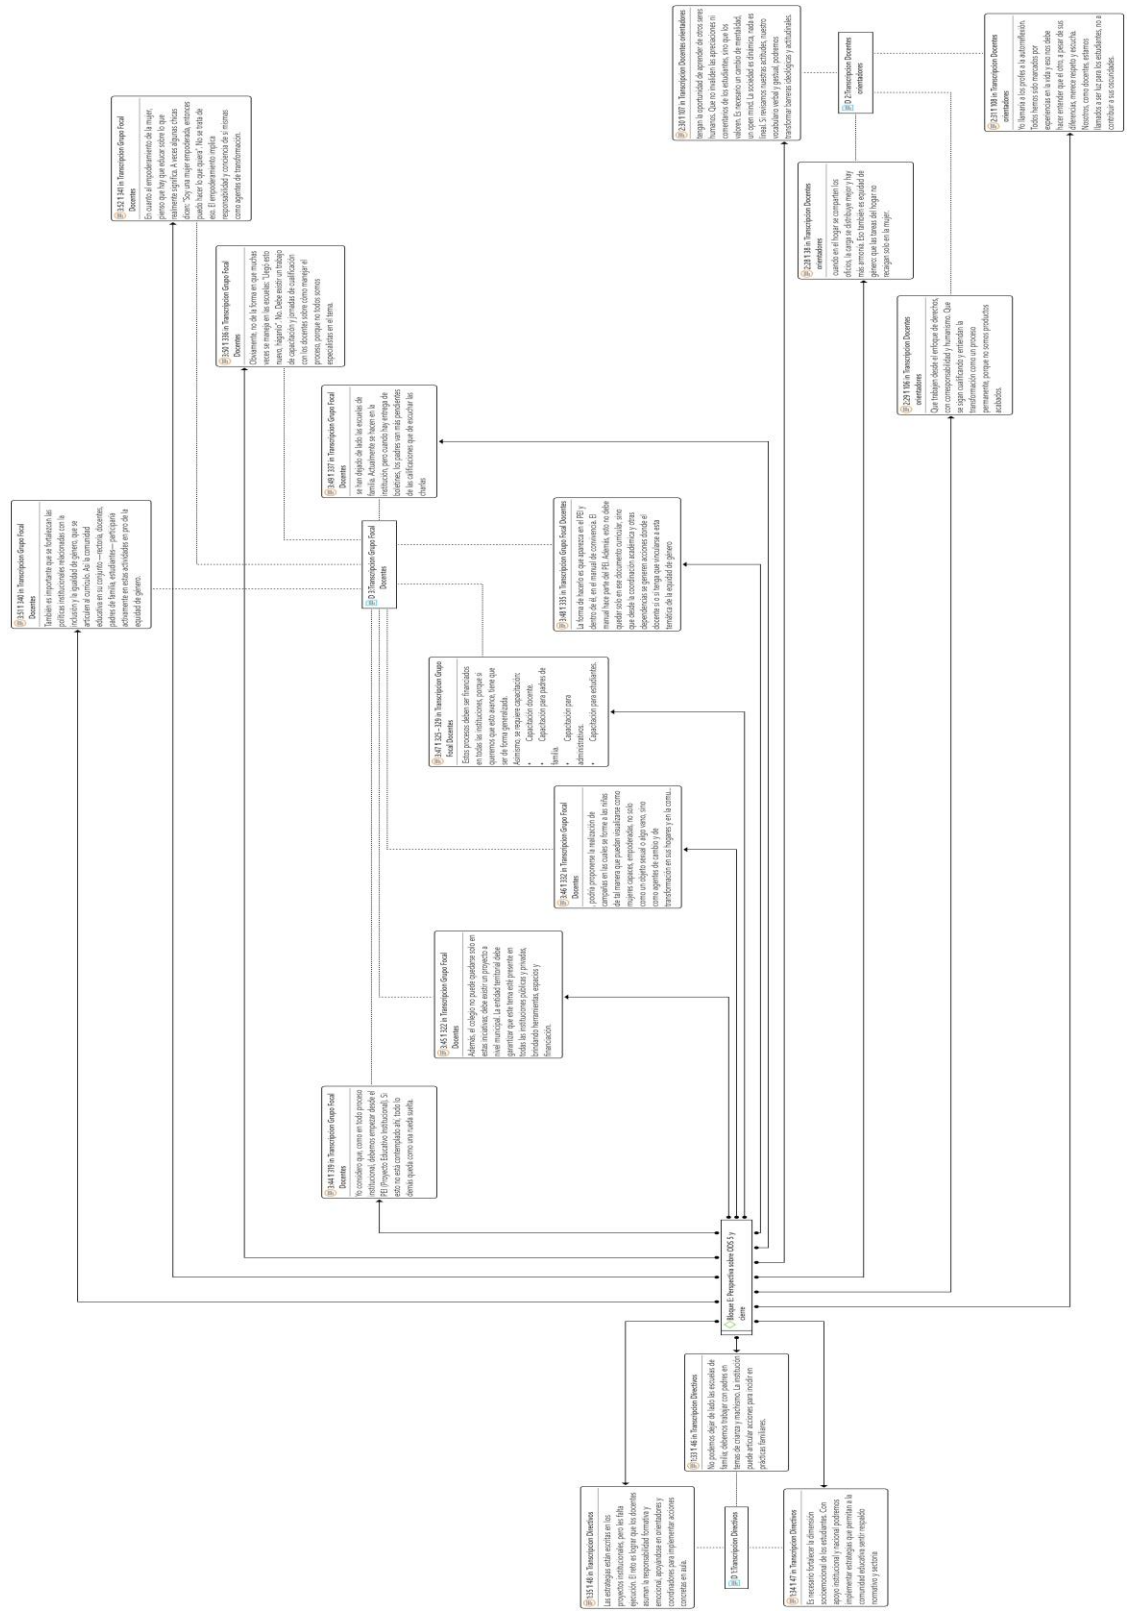 3:51 ¶ 340 in Transcripcion Grupo Focal
Docentes
También es importante que se fortalezcan las
políticas institucionales relacionadas con la
inclusión y la igualdad de género, que se
articulen al currículo. Así la comunidad
educativa en su conjunto —rectoría, docentes,
padres de familia, estudiantes— participaría
activamente en estas actividades en pro de la
equidad de género.
3:52 ¶ 343 in Transcripcion Grupo Focal
Docentes
En cuanto al empoderamiento de la mujer,
pienso que hay que educar sobre lo que
realmente significa. A veces algunas chicas
dicen: "Soy una mujer empoderada, entonces
puedo hacer lo que quiera". No se trata de
eso. El empoderamiento implica
responsabilidad y conciencia de sí mismas
como agentes de transformación.
3:50 ¶ 336 in Transcripcion Grupo Focal
Docentes
Obviamente, no de la forma en que muchas
veces se maneja en las escuelas: "Llegó esto
nuevo, háganlo". No. Debe existir un trabajo
de capacitación y jornadas de cualificación
con los docentes sobre cómo manejar el
proceso, porque no todos somos
especialistas en el tema.
3:44 ¶ 319 in Transcripcion Grupo Focal
Docentes
Yo considero que, como en todo proceso
institucional, debemos empezar desde el
PEI (Proyecto Educativo Institucional). Si
esto no está contemplado ahí, todo lo
demás queda como una rueda suelta.
3:49 ¶ 337 in Transcripcion Grupo Focal
Docentes
se han dejado de lado las escuelas de
familia. Actualmente se hacen en la
institución, pero cuando hay entrega de
boletines, los padres van más pendientes
de las calificaciones que de escuchar las
charlas
D 3:Transcripción Grupo Focal
Docentes
3:45 ¶ 322 in Transcripcion Grupo Focal
Docentes
Además, el colegio no puede quedarse solo en
estas iniciativas; debe existir un proyecto a
nivel municipal. La entidad territorial debe
garantizar que este tema esté presente en
todas las instituciones públicas y privadas,
brindando herramientas, espacios y
financiación.
3:47 ¶ 325 – 329 in Transcripcion Grupo
Focal Docentes
Estos procesos deben ser financiados
en todas las instituciones, porque si
queremos que esto avance, tiene que
ser de forma generalizada.
Asimismo, se requiere capacitación:
• Capacitación docente.
• Capacitación para padres de
familia.
• Capacitación para
administrativos.
• Capacitación para estudiantes.
3:46 ¶ 332 in Transcripcion Grupo Focal
Docentes
, podría proponerse la realización de
campañas en las cuales se forme a las niñas
de tal manera que puedan visualizarse como
mujeres capaces, empoderadas, no solo
como un objeto sexual o algo vano, sino
como agentes de cambio y de
transformación en sus hogares y en la comu...
3:48 ¶ 335 in Transcripcion Grupo Focal Docentes
La forma de hacerlo es que aparezca en el PEI y
dentro de él, en el manual de convivencia. El
manual hace parte del PEI. Además, esto no debe
quedar solo en ese documento curricular, sino
que desde la coordinación académica y otras
dependencias se generen acciones donde el
docente sí o sí tenga que vincularse a esta
temática de la equidad de género
1:35 ¶ 48 in Transcripcion Directivos
Las estrategias están escritas en los
proyectos institucionales, pero les falta
ejecución. El reto es lograr que los docentes
asuman la responsabilidad formativa y
emocional, apoyándose en orientadores y
coordinadores para implementar acciones
concretas en aula.
1:33 ¶ 46 in Transcripcion Directivos
No podemos dejar de lado las escuelas de
familia; debemos trabajar con padres en
temas de crianza y machismo. La institución
puede articular acciones para incidir en
prácticas familiares.
D 1:Transcripción Directivos
Bloque E: Perspectiva sobre ODS 5 y
cierre
1:34 ¶ 47 in Transcripcion Directivos
Es necesario fortalecer la dimensión
socioemocional de los estudiantes. Con
apoyo institucional y nacional podremos
implementar estrategias que permitan a la
comunidad educativa sentir respaldo
normativo y sectorial
2:30 ¶ 107 in Transcripcion Docentes orientadores
tengan la oportunidad de aprender de otros seres
humanos. Que no invaliden las apreciaciones ni
comentarios de los estudiantes, sino que los
valoren. Es necesario un cambio de mentalidad,
un open mind. La sociedad es dinámica, nada es
lineal. Si revisamos nuestras actitudes, nuestro
vocabulario verbal y gestual, podremos
transformar barreras ideológicas y actitudinales.
2:28 ¶ 38 in Transcripcion Docentes
orientadores
cuando en el hogar se comparten los
oficios, la carga se distribuye mejor y hay
más armonía. Eso también es equidad de
género: que las tareas del hogar no
recaigan solo en la mujer.
D 2:Transcripcion Docentes
orientadores
2:29 ¶ 106 in Transcripcion Docentes
orientadores
Que trabajen desde el enfoque de derechos,
con corresponsabilidad y humanismo. Que
se sigan cualificando y entiendan la
transformación como un proceso
permanente, porque no somos productos
acabados.
2:31 ¶ 108 in Transcripcion Docentes
orientadores
Yo llamaría a los profes a la autorreflexión.
Todos hemos sido marcados por
experiencias en la vida y eso nos debe
hacer entender que el otro, a pesar de sus
diferencias, merece respeto y escucha.
Nosotros, como docentes, estamos
llamados a ser luz para los estudiantes, no a
contribuir a sus oscuridades.